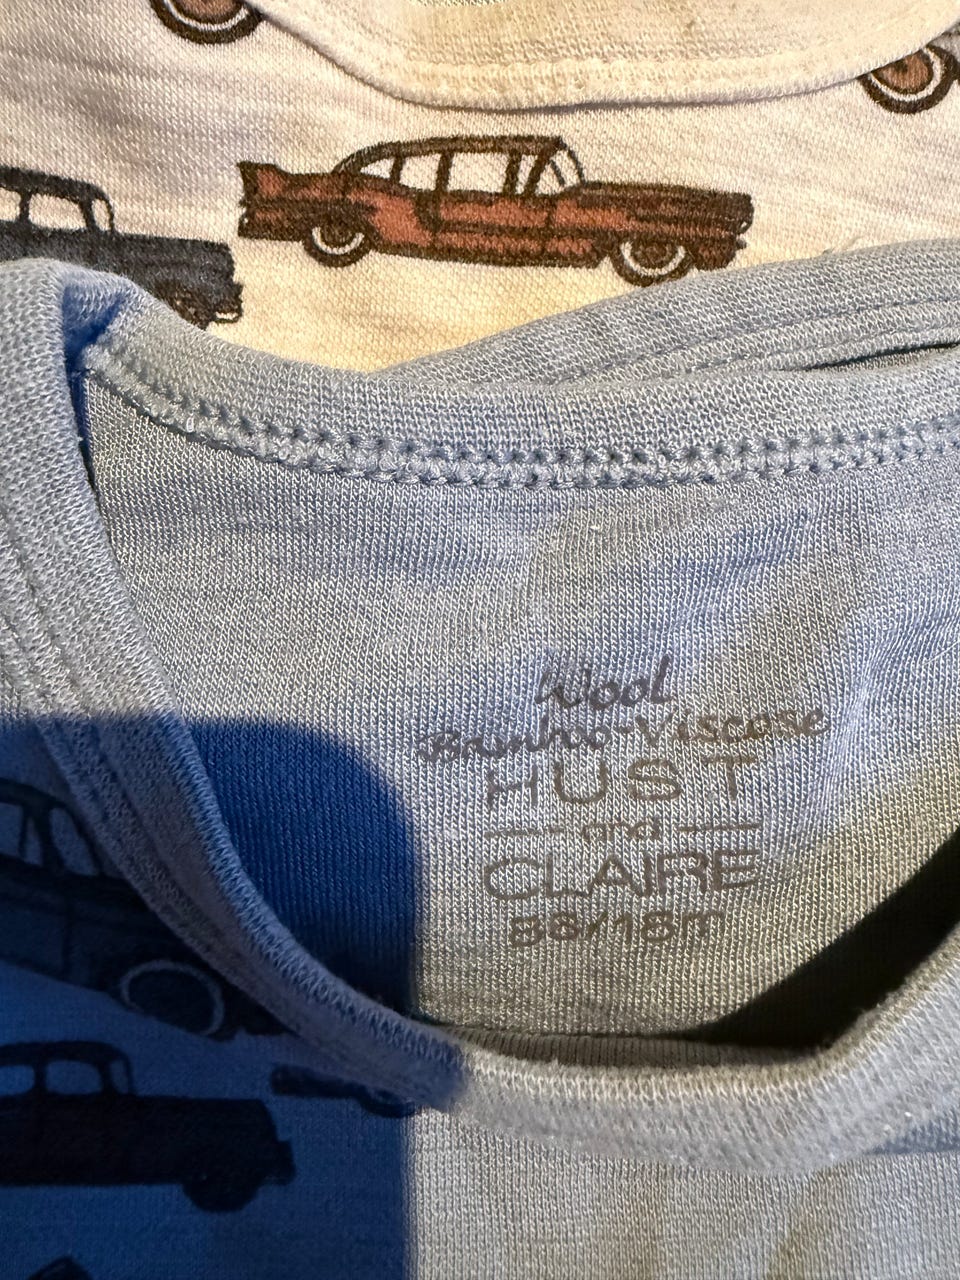 Wool
Bamboo-Viscose
HUST
and
CLAIRE
86/18m